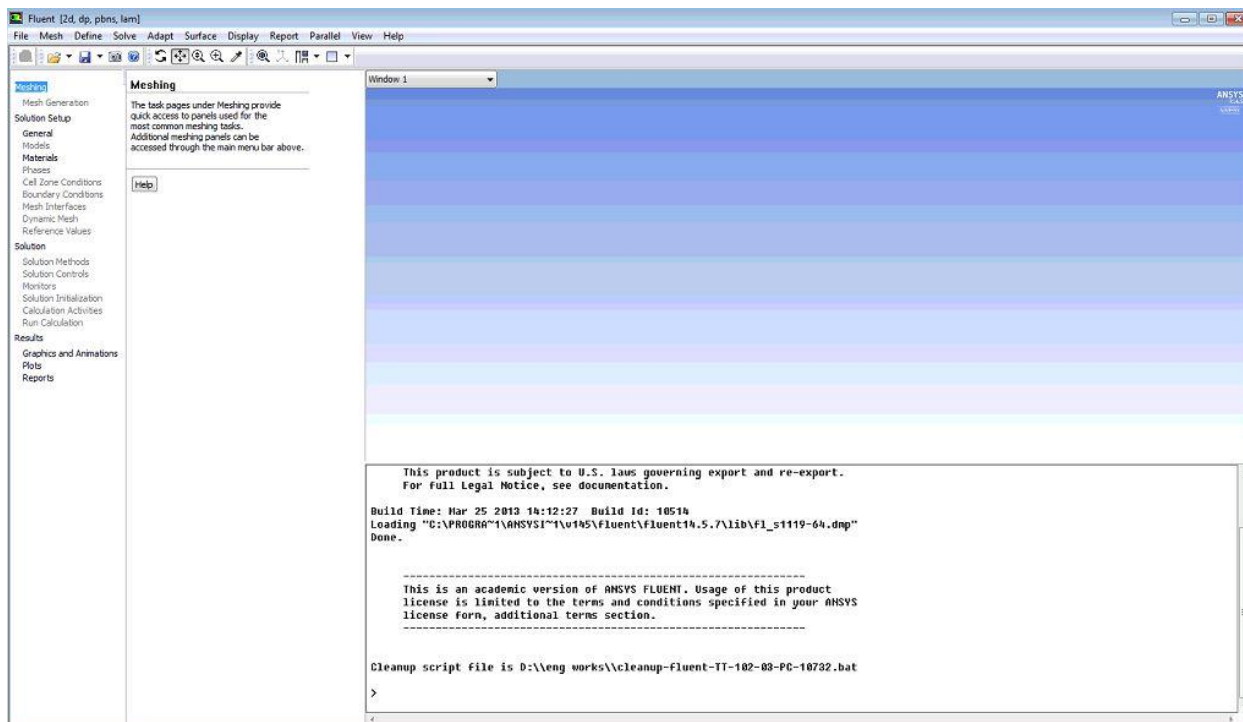 Fluent [2d, dp, pbns, lam]
File Mesh Define Solve Adapt Surface Display Report Parallel View Help
Meshing
Mesh Generation
Solution Setup
General
Models
Materials
Phases
Cell Zone Conditions
Boundary Conditions
Mesh Interfaces
Dynamic Mesh
Reference Values
Solution
Solution Methods
Solution Controls
Monitors
Solution Initialization
Calculation Activities
Run Calculation
Results
Graphics and Animations
Plots
Reports
Meshing
The task pages under Meshing provide
quick access to panels used for the
most common meshing tasks.
Additional meshing panels can be
accessed through the main menu bar above.
Help
Window 1
ANSYS
This product is subject to U.S. laws governing export and re-export.
For full Legal Notice, see documentation.
Build Time: Mar 25 2013 14:12:27 Build Id: 10514
Loading "C:\PROGRA~1\ANSYSI~1\v145\fluent\fluent14.5.7\lib\fl_s1119-64.dmp"
Done.
--------------------------------------------------------------
This is an academic version of ANSYS FLUENT. Usage of this product
license is limited to the terms and conditions specified in your ANSYS
license form, additional terms section.
--------------------------------------------------------------
Cleanup script file is D:\\eng works\\cleanup-fluent-TT-102-03-PC-10732.bat
>